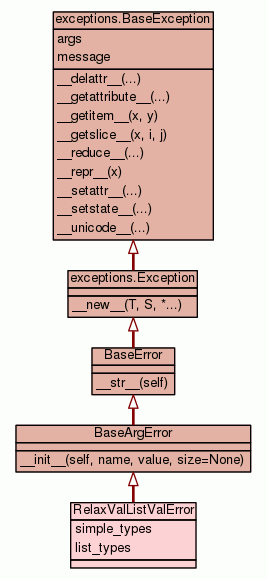 exceptions.BaseException
args
message
__delattr__(...)
__getattribute__(...)
__getitem__(x, y)
__getslice__(x, i, j)
__reduce__(...)
__repr__(x)
__setattr__(...)
__setstate__(...)
__unicode__(...)
exceptions.Exception
__new__(T, S, *...)
BaseError
__str__(self)
BaseArgError
__init__(self, name, value, size=None)
RelaxValListValError
simple_types
list_types